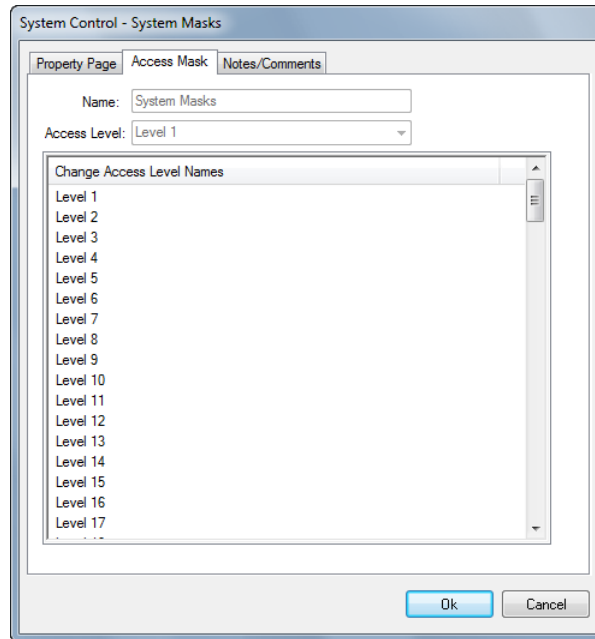 System Control - System Masks
Property Page Access Mask Notes/Comments
Name: System Masks
Access Level: Level 1
Change Access Level Names
Level 1
Level 2
Level 3
Level 4
Level 5
Level 6
Level 7
Level 8
Level 9
Level 10
Level 11
Level 12
Level 13
Level 14
Level 15
Level 16
Level 17
Ok Cancel